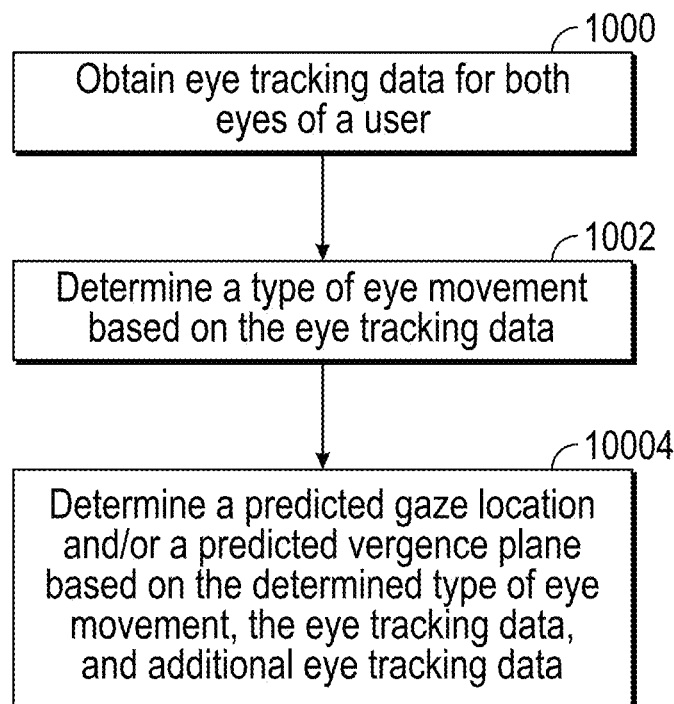 1000
Obtain eye tracking data for both
eyes of a user
1002
Determine a type of eye movement
based on the eye tracking data
10004
Determine a predicted gaze location
and/or a predicted vergence plane
based on the determined type of eye
movement, the eye tracking data,
and additional eye tracking data